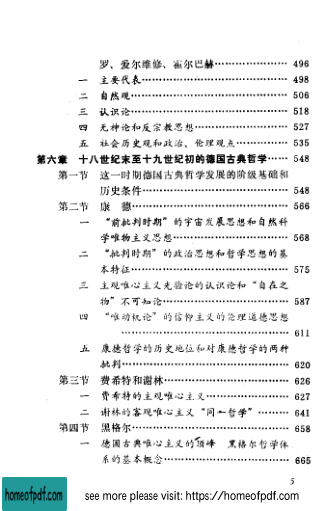 罗、爱尔维修、霍尔巴赫…………………… 496
一 主要代表…………………………………… 498
二 自然观……………………………………… 506
三 认识论……………………………………… 518
四 无神论和反宗教思想……………………… 527
五 社会历史观和政治、伦理观点…………… 535
第六章 十八世纪末至十九世纪初的德国古典哲学…… 548
第一节 这一时期德国古典哲学发展的阶级基础和
历史条件……………………………………… 548
第二节 康 德…………………………………… 566
一 “前批判时期”的宇宙发展思想和自然科
学唯物主义思想……………………………… 568
二 “批判时期”的政治思想和哲学思想的基
本特征………………………………………… 575
三 主观唯心主义先验论的认识论和“自在之
物”不可知论………………………………… 587
四 “唯动机论”的信仰主义的伦理道德思想
……………………………………………… 611
五 康德哲学的历史地位和对康德哲学的两种
批判…………………………………………… 620
第三节 费希特和谢林…………………………… 626
一 费希特的主观唯心主义…………………… 627
二 谢林的客观唯心主义“同一哲学”……… 641
第四节 黑格尔…………………………………… 658
一 德国古典唯心主义的顶峰 黑格尔哲学体
系的基本概念………………………………… 665
5
homeofpdf.com
see more please visit: https://homeofpdf.com